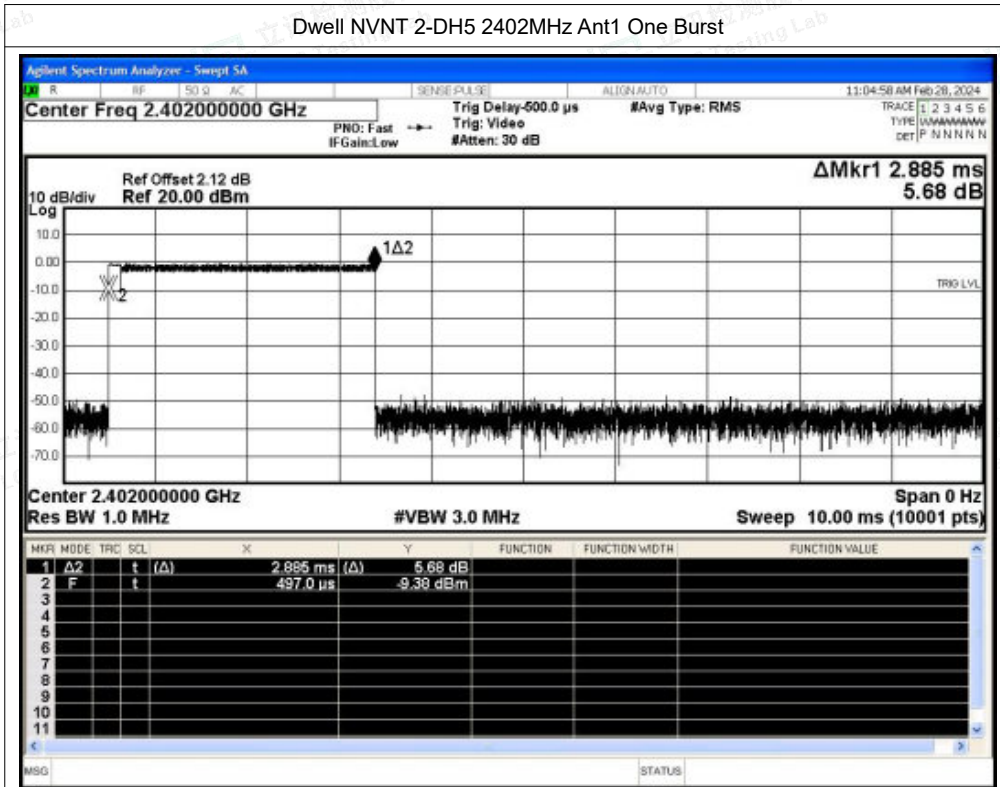 Dwell NVNT 2-DH5 2402MHz Ant1 One Burst
Agilent Spectrum Analyzer - Swept SA
R RF 50 Ω AC SENSE:PULSE ALIGN AUTO 11:04:58 AM Feb 28, 2024
Center Freq 2.402000000 GHz Trig Delay-500.0 µs #Avg Type: RMS TRACE 1 2 3 4 5 6
PNO: Fast Trig: Video TYPE
IFGain:Low #Atten: 30 dB DET P N N N N N
ΔMkr1 2.885 ms
5.68 dB
Ref Offset 2.12 dB
10 dB/div Ref 20.00 dBm
Log
10.0
1Δ2
0.00
TRIG LVL
-10.0
2
-20.0
-30.0
-40.0
-50.0
-60.0
-70.0
Center 2.402000000 GHz Span 0 Hz
Res BW 1.0 MHz #VBW 3.0 MHz Sweep 10.00 ms (10001 pts)
MKR MODE TRC SCL X Y FUNCTION FUNCTION WIDTH FUNCTION VALUE
1 Δ2 t (Δ) 2.885 ms (Δ) 5.68 dB
2 F t 497.0 µs -9.38 dBm
3
4
5
6
7
8
9
10
11
MSG STATUS